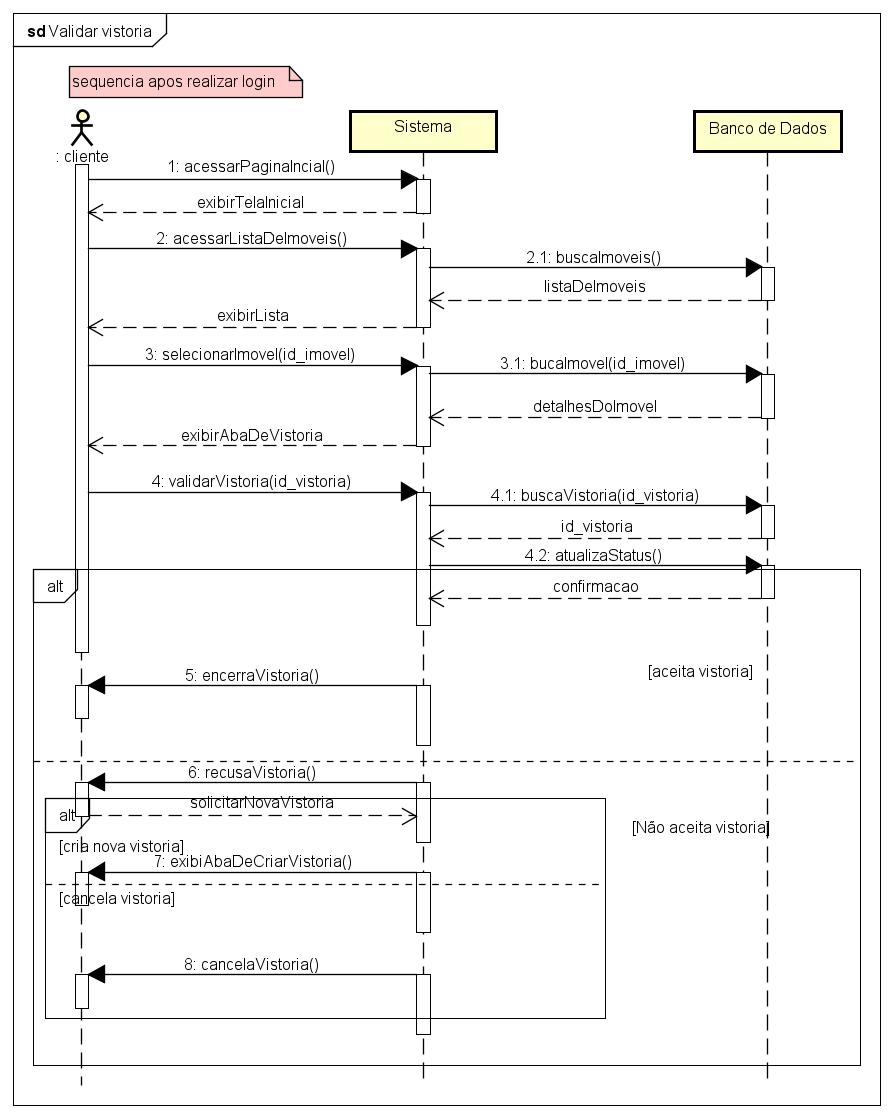 sd Validar vistoria
sequencia apos realizar login
: cliente
Sistema
Banco de Dados
1: acessarPaginaIncial()
exibirTelaInicial
2: acessarListaDeImoveis()
2.1: buscaImoveis()
listaDeImoveis
exibirLista
3: selecionarImovel(id_imovel)
3.1: bucaImovel(id_imovel)
detalhesDoImovel
exibirAbaDeVistoria
4: validarVistoria(id_vistoria)
4.1: buscaVistoria(id_vistoria)
id_vistoria
4.2: atualizaStatus()
alt
confirmacao
[aceita vistoria]
5: encerraVistoria()
6: recusaVistoria()
solicitarNovaVistoria
alt
[Não aceita vistoria]
[cria nova vistoria]
7: exibiAbaDeCriarVistoria()
[cancela vistoria]
8: cancelaVistoria()